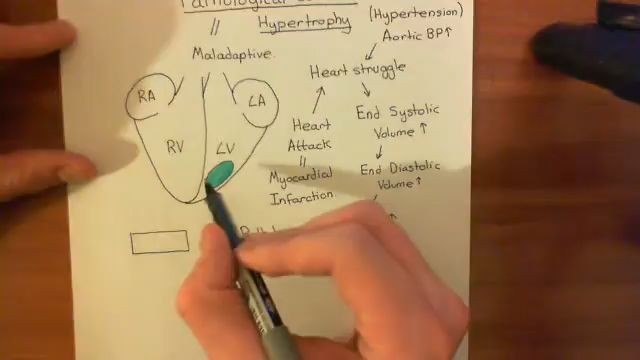 Pathological
Hypertrophy
(Hypertension)
Aortic BP↑
=
Maladaptive.
Heart struggle
RA
LA
RV
LV
End Systolic
Volume ↑
Heart
Attack
=
Myocardial
Infarction
End Diastolic
Volume↑
↑